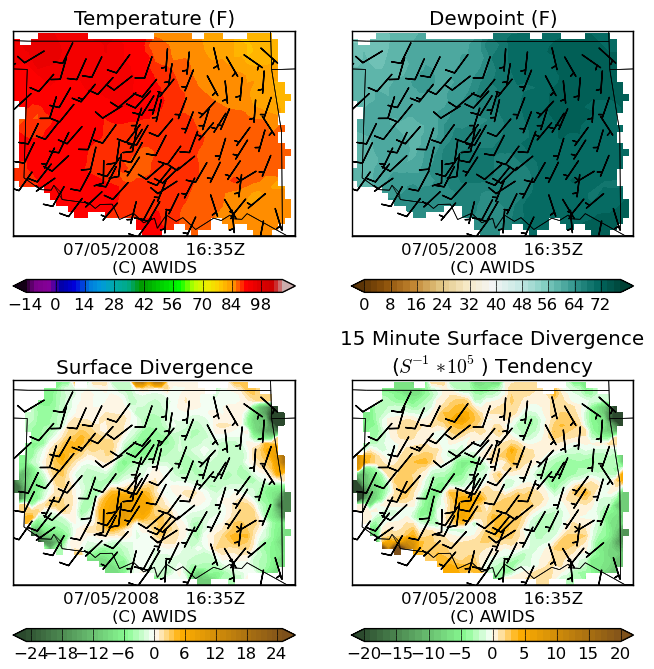 Temperature (F) Dewpoint (F)
07/05/2008 16:35Z 07/05/2008 16:35Z
(C) AWIDS (C) AWIDS
−14 0 14 28 42 56 70 84 98 0 8 16 24 32 40 48 56 64 72
15 Minute Surface Divergence
Surface Divergence (S⁻¹ *10⁵ ) Tendency
07/05/2008 16:35Z 07/05/2008 16:35Z
(C) AWIDS (C) AWIDS
−24 −18 −12 −6 0 6 12 18 24 −20 −15 −10 −5 0 5 10 15 20